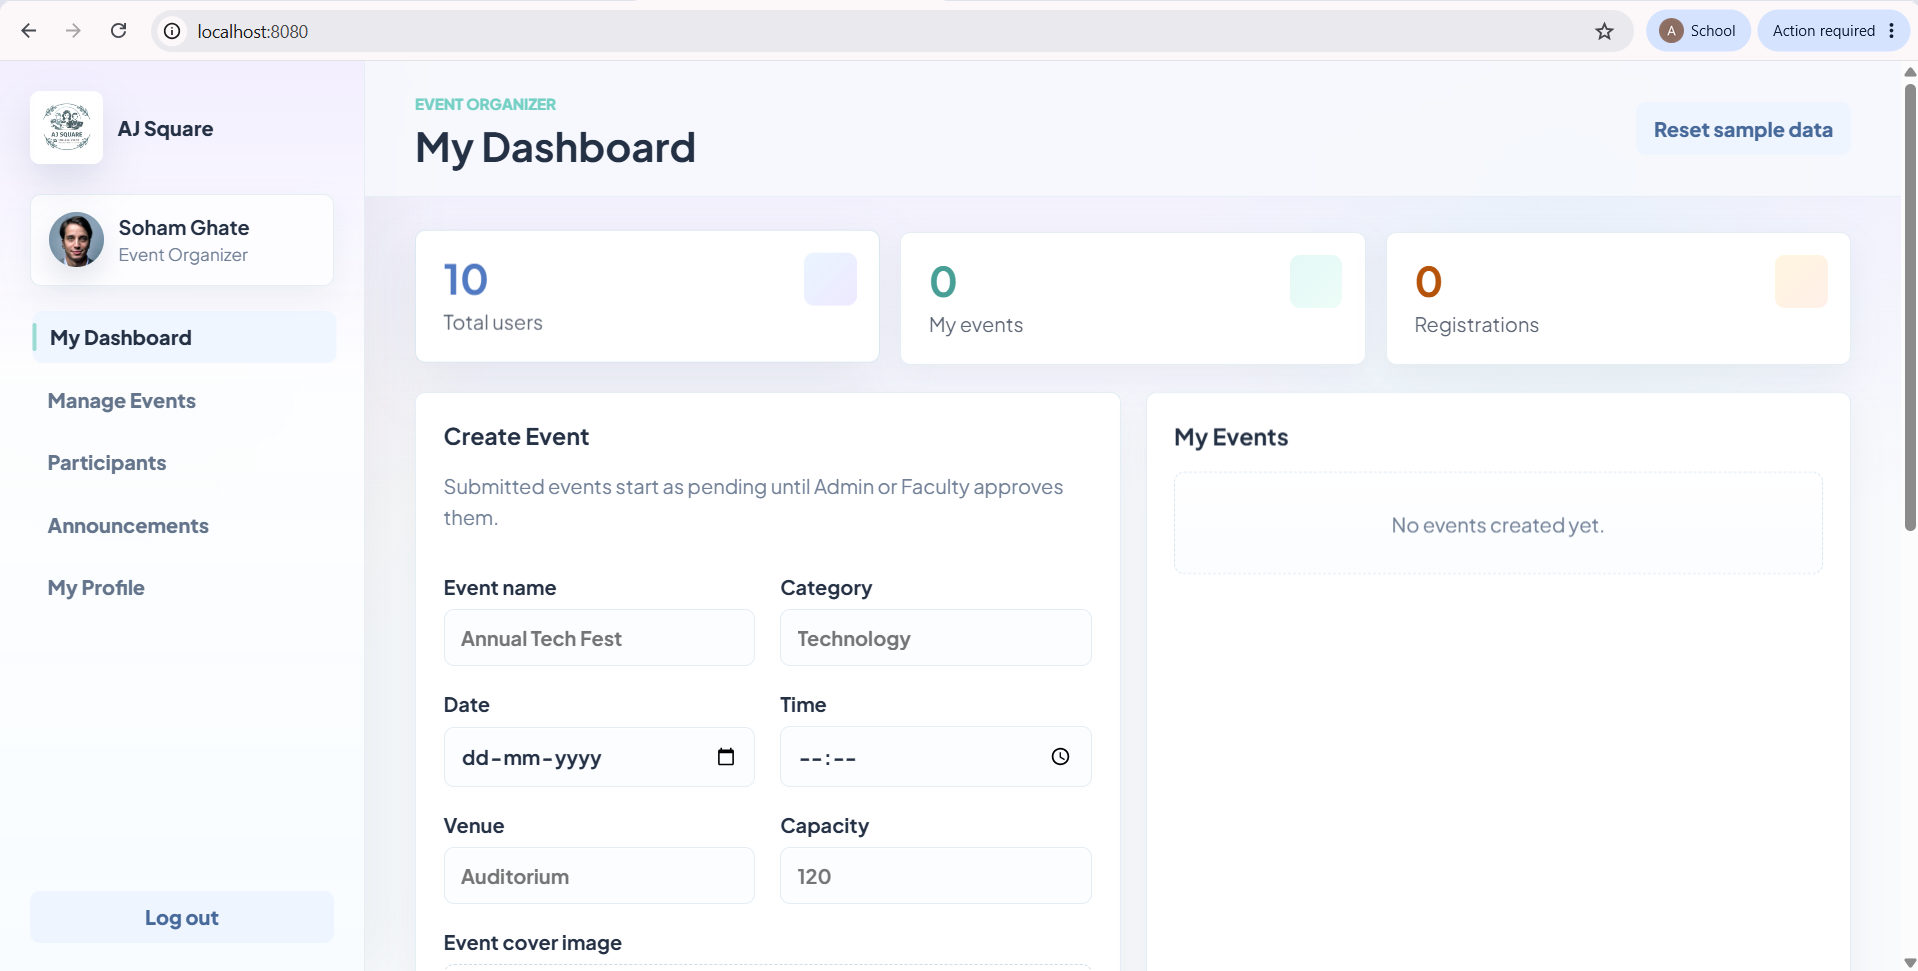 localhost:8080
A School
Action required
AJ SQUARE
AJ Square
Soham Ghate
Event Organizer
My Dashboard
Manage Events
Participants
Announcements
My Profile
Log out
EVENT ORGANIZER
My Dashboard
Reset sample data
10
Total users
0
My events
0
Registrations
Create Event
Submitted events start as pending until Admin or Faculty approves
them.
Event name
Category
Annual Tech Fest
Technology
Date
Time
dd-mm-yyyy
--:--
Venue
Capacity
Auditorium
120
Event cover image
My Events
No events created yet.